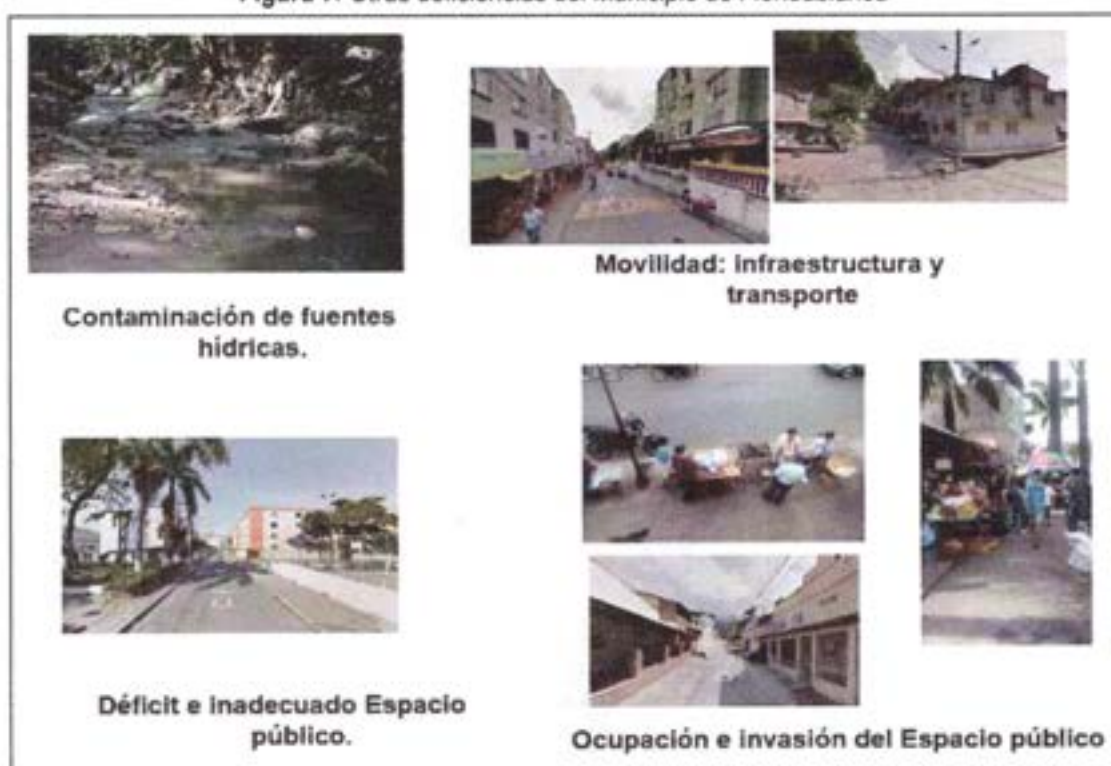 Contaminación de fuentes
hídricas.
Movilidad: infraestructura y
transporte
Déficit e inadecuado Espacio
público.
Ocupación e invasión del Espacio público